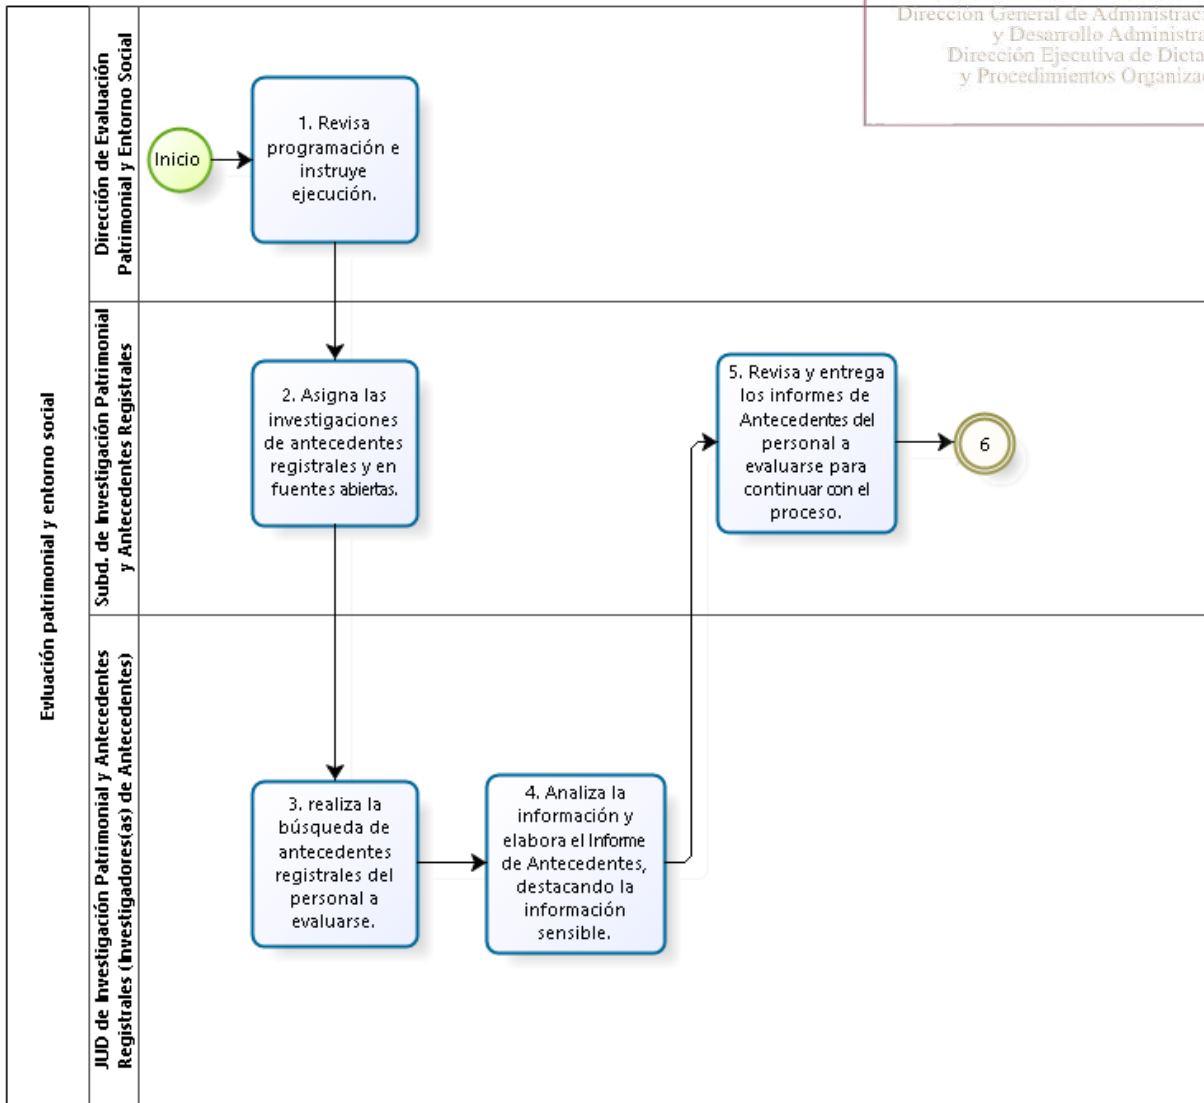 Dirección General de
y Desarrollo
Dirección Ejecutiva de
y Procedimientos
Evluación patrimonial y entorno social
Dirección de Evaluación
Patrimonial y Entorno Social
Inicio
1. Revisa
programación e
instruye
ejecución.
Subd. de Investigación Patrimonial
y Antecedentes Registrales
2. Asigna las
investigaciones
de antecedentes
registrales y en
fuentes abiertas.
5. Revisa y entrega
los informes de
Antecedentes del
personal a
evaluarse para
continuar con el
proceso.
6
JUD de Investigación Patrimonial y Antecedentes
Registrales (Investigadores(as) de Antecedentes)
3. realiza la
búsqueda de
antecedentes
registrales del
personal a
evaluarse.
4. Analiza la
información y
elabora el Informe
de Antecedentes,
destacando la
información
sensible.